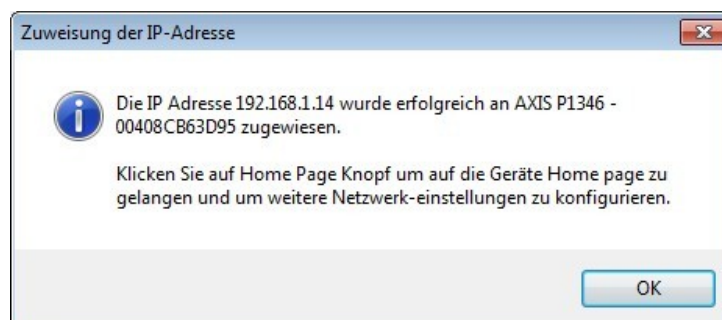 Zuweisung der IP-Adresse
Die IP Adresse 192.168.1.14 wurde erfolgreich an AXIS P1346 -
00408CB63D95 zugewiesen.
Klicken Sie auf Home Page Knopf um auf die Geräte Home page zu
gelangen und um weitere Netzwerk-einstellungen zu konfigurieren.
OK